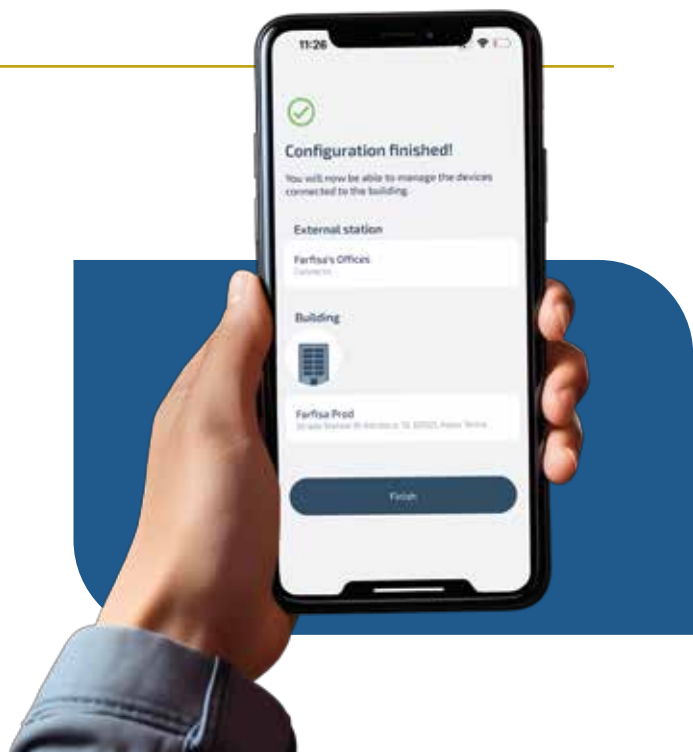 11:26
Configuration finished!
You will now be able to manage the devices
connected to the building.
External station
Farfisa's Offices
Building
Farfisa Prod
Finish